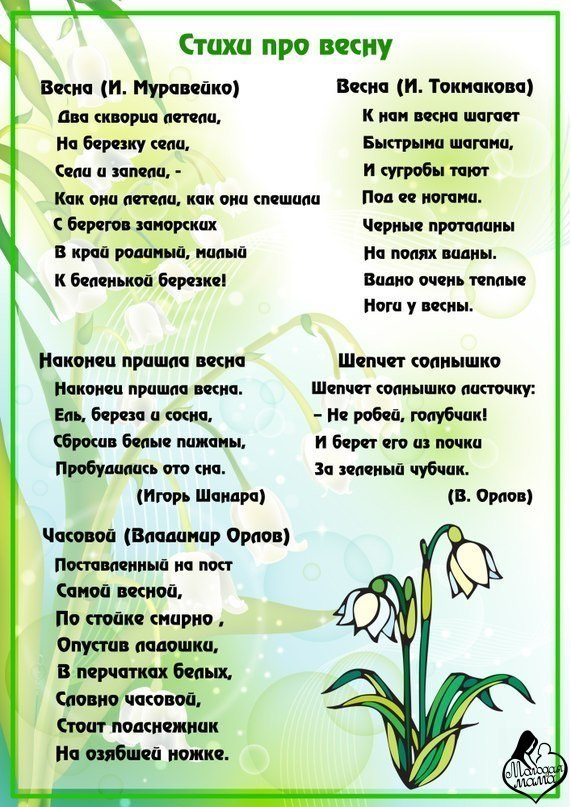 Стихи про весну
Весна (И. Муравейко)
Два скворца летели,
На березку сели,
Сели и запели, -
Как они летели, как они спешили
С берегов заморских
В край родимый, милый
К беленькой березке!
Весна (И. Токмакова)
К нам весна шагает
Быстрыми шагами,
И сугробы тают
Под ее ногами.
Черные проталины
На полях видны.
Видно очень теплые
Ноги у весны.
Наконец пришла весна
Наконец пришла весна.
Ель, береза и сосна,
Сбросив белые пижамы,
Пробудились ото сна.
(Игорь Шандра)
Шепчет солнышко
Шепчет солнышко листочку:
– Не робей, голубчик!
И берет его из почки
За зеленый чубчик.
(В. Орлов)
Часовой (Владимир Орлов)
Поставленный на пост
Самой весной,
По стойке смирно ,
Опустив ладошки,
В перчатках белых,
Словно часовой,
Стоит подснежник
На озябшей ножке.
Молодая
мама